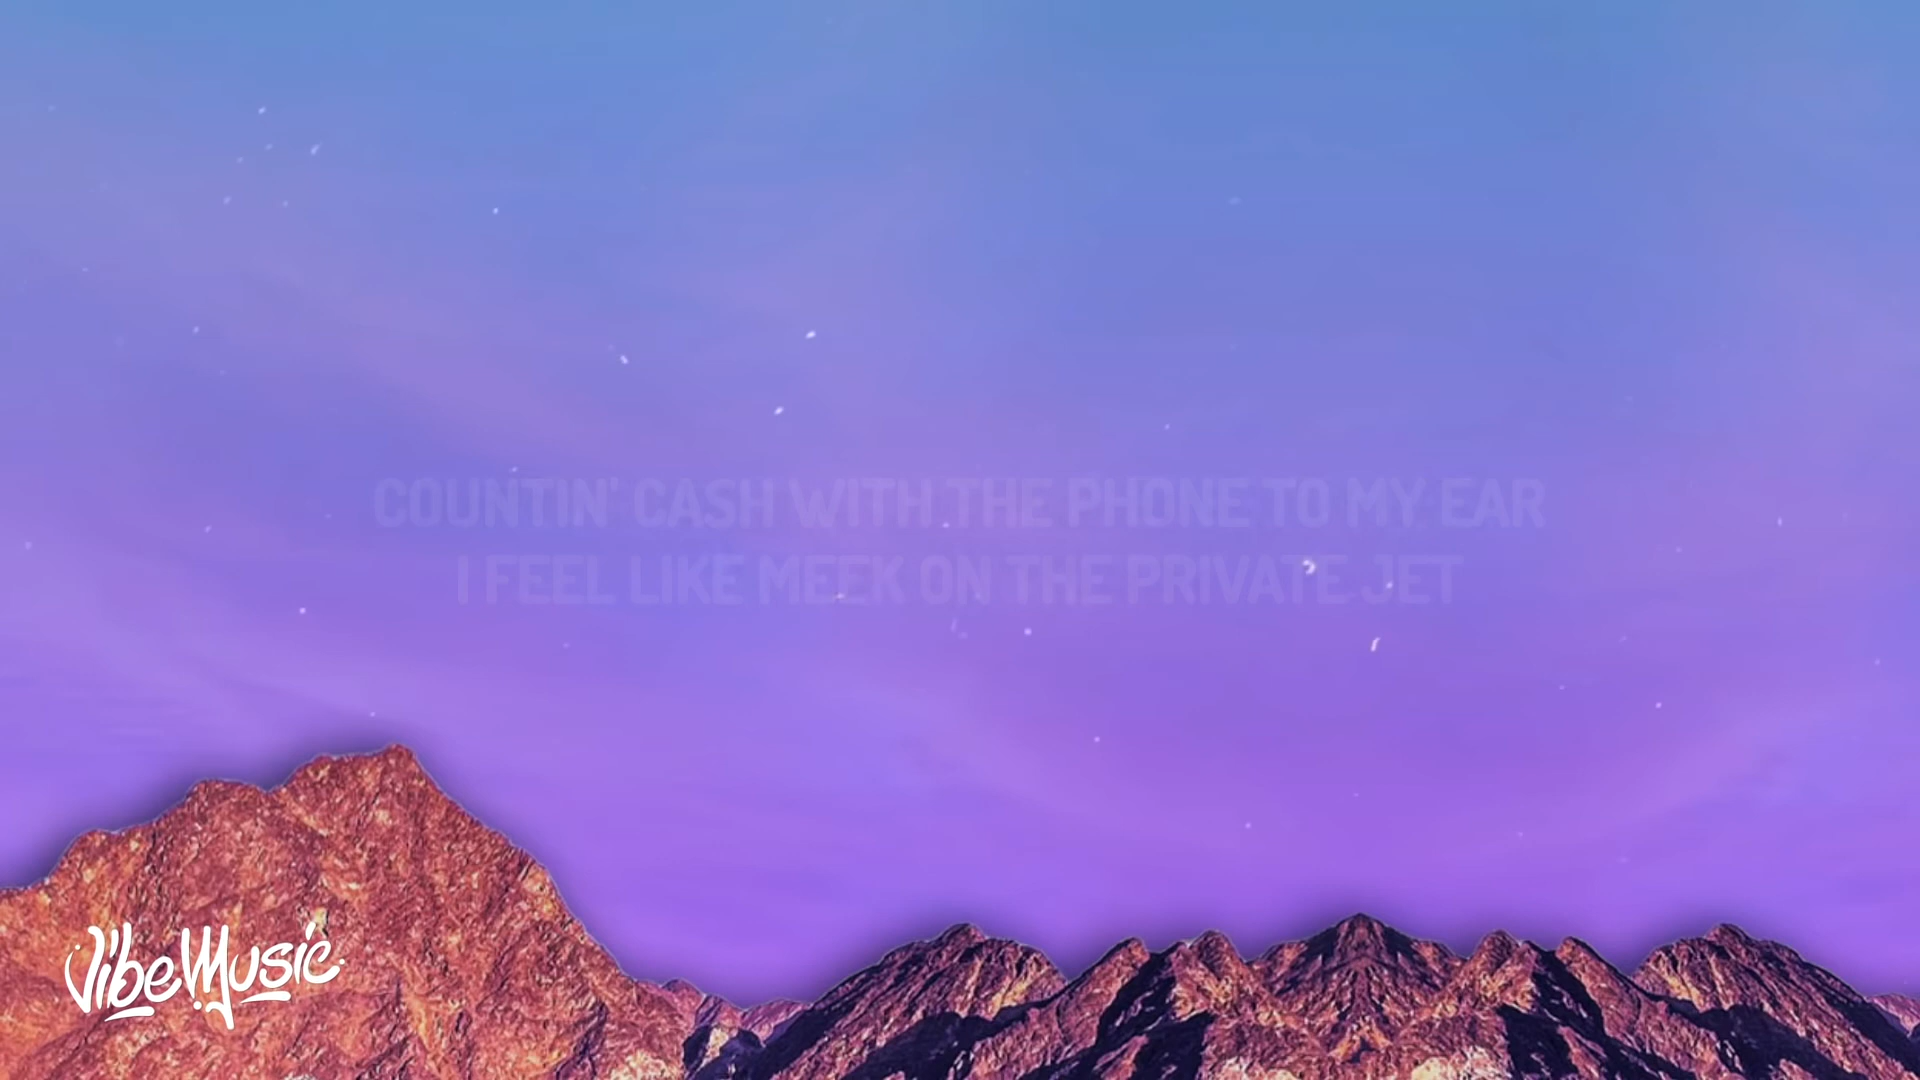 COUNTIN' CASH WITH THE PHONE TO MY EAR
I FEEL LIKE MEEK ON THE PRIVATE JET
VibeMusic